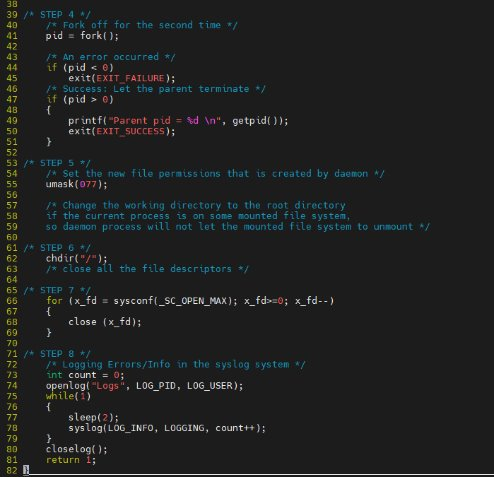 38
39 /* STEP 4 */
40     /* Fork off for the second time */
41     pid = fork();
42
43     /* An error occurred */
44     if (pid < 0)
45         exit(EXIT_FAILURE);
46     /* Success: Let the parent terminate */
47     if (pid > 0)
48     {
49         printf("Parent pid = %d \n", getpid());
50         exit(EXIT_SUCCESS);
51     }
52
53 /* STEP 5 */
54     /* Set the new file permissions that is created by daemon */
55     umask(077);
56
57     /* Change the working directory to the root directory
58     if the current process is on some mounted file system,
59     so daemon process will not let the mounted file system to unmount */
60
61 /* STEP 6 */
62     chdir("/");
63     /* close all the file descriptors */
64
65 /* STEP 7 */
66     for (x_fd = sysconf(_SC_OPEN_MAX); x_fd>=0; x_fd--)
67     {
68         close (x_fd);
69     }
70
71 /* STEP 8 */
72     /* Logging Errors/Info in the syslog system */
73     int count = 0;
74     openlog("Logs", LOG_PID, LOG_USER);
75     while(1)
76     {
77         sleep(2);
78         syslog(LOG_INFO, LOGGING, count++);
79     }
80     closelog();
81     return 1;
82 }